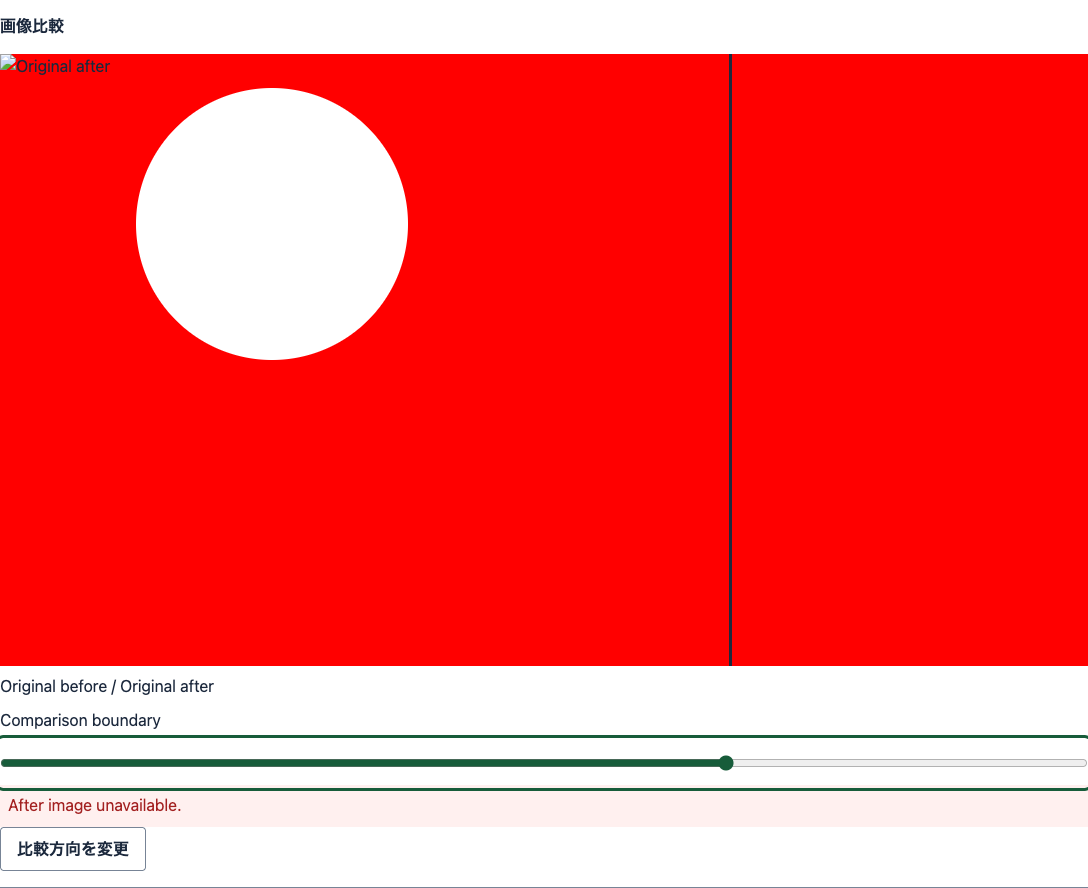 画像比較
Original after
Original before / Original after
Comparison boundary
After image unavailable.
比較方向を変更